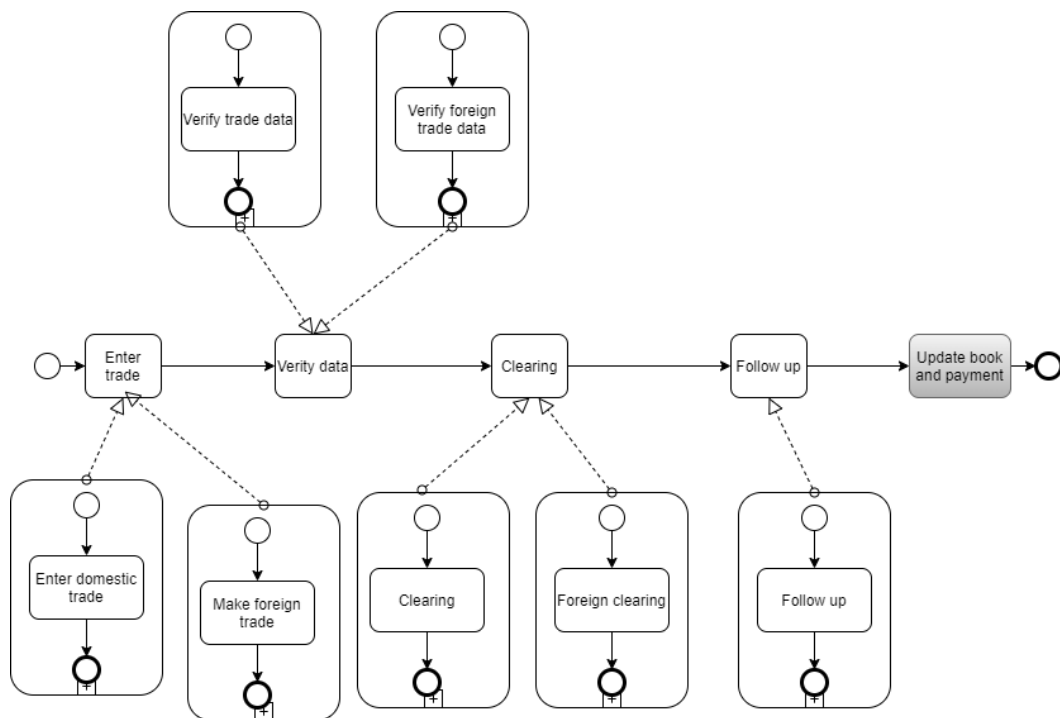 Verify trade data
Verify foreign
trade data
Enter
trade
Verity data
Clearing
Follow up
Update book
and payment
Enter domestic
trade
Make foreign
trade
Clearing
Foreign clearing
Follow up